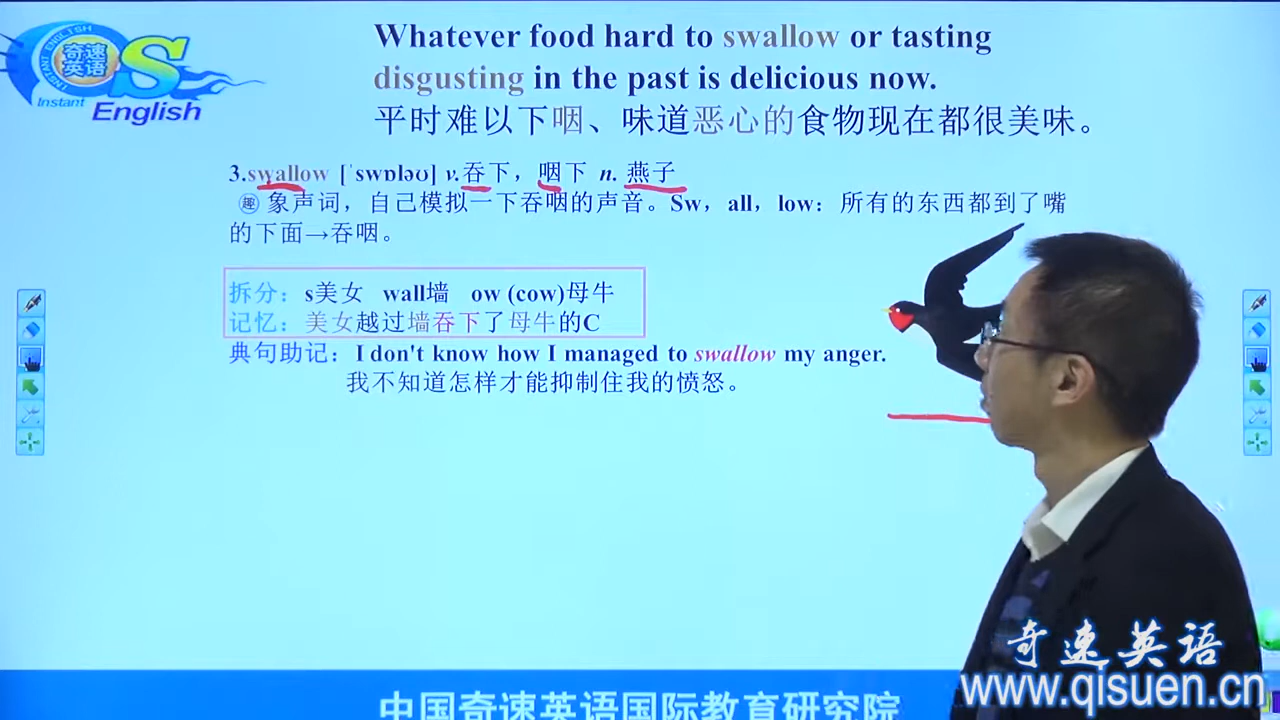 INSTANT ENGLISH
奇速
英语
S
Instant
English
Whatever food hard to swallow or tasting
disgusting in the past is delicious now.
平时难以下咽、味道恶心的食物现在都很美味。
3.swallow [ˈswɒləʊ] v.吞下，咽下 n. 燕子
趣 象声词，自己模拟一下吞咽的声音。Sw，all，low：所有的东西都到了嘴
的下面→吞咽。
拆分：s美女 wall墙 ow (cow)母牛
记忆：美女越过墙吞下了母牛的C
典句助记：I don't know how I managed to swallow my anger.
我不知道怎样才能抑制住我的愤怒。
奇速英语
www.qisuen.cn
中国奇速英语国际教育研究院